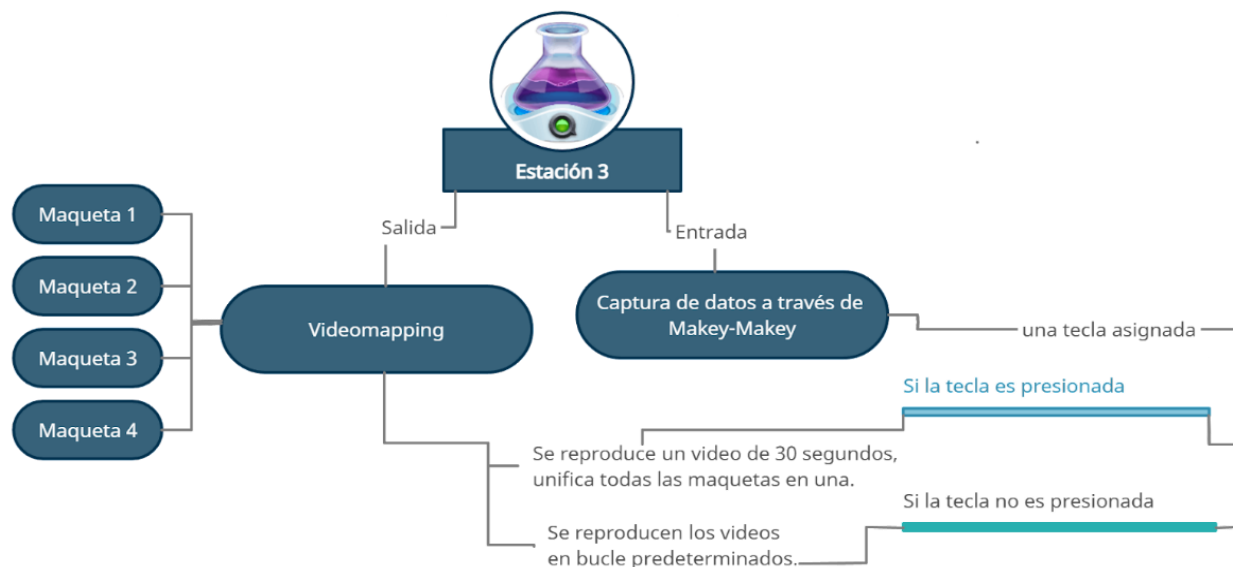 Estación 3
Salida
Entrada
Maqueta 1
Maqueta 2
Maqueta 3
Maqueta 4
Videomapping
Captura de datos a través de
Makey-Makey
una tecla asignada
Si la tecla es presionada
Se reproduce un video de 30 segundos,
unifica todas las maquetas en una.
Si la tecla no es presionada
Se reproducen los videos
en bucle predeterminados.